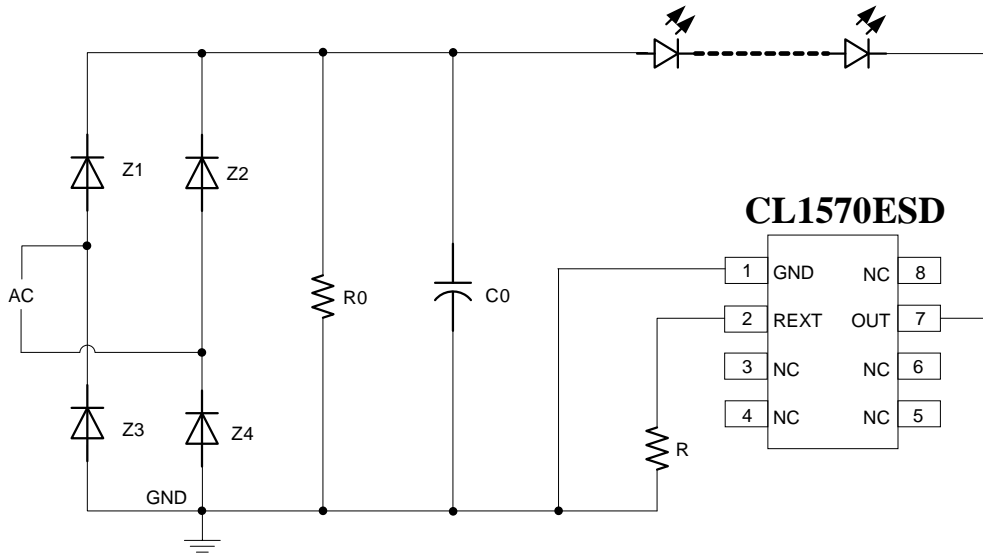 CL1570ESD
Z1
Z2
AC
R0
C0
1 GND NC 8
2 REXT OUT 7
3 NC NC 6
4 NC NC 5
Z3
Z4
R
GND